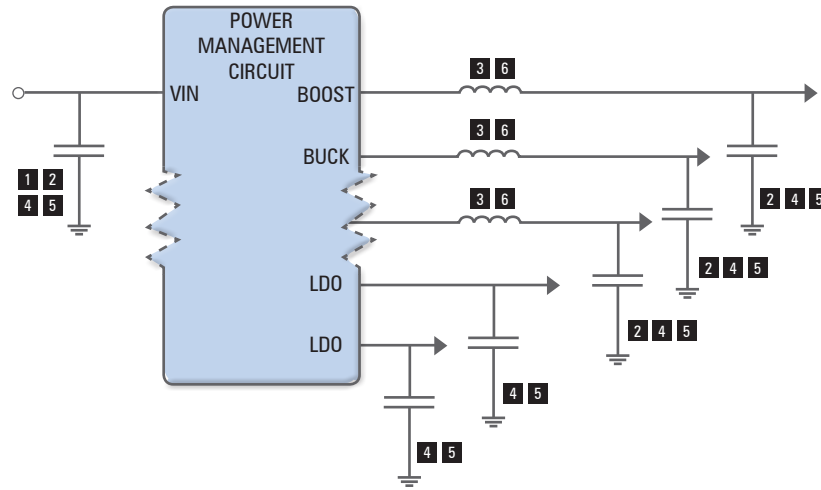 POWER
MANAGEMENT
CIRCUIT
3 6
VIN
BOOST
3 6
BUCK
1 2
4 5
3 6
2 4 5
2 4 5
LDO
2 4 5
LDO
4 5
4 5